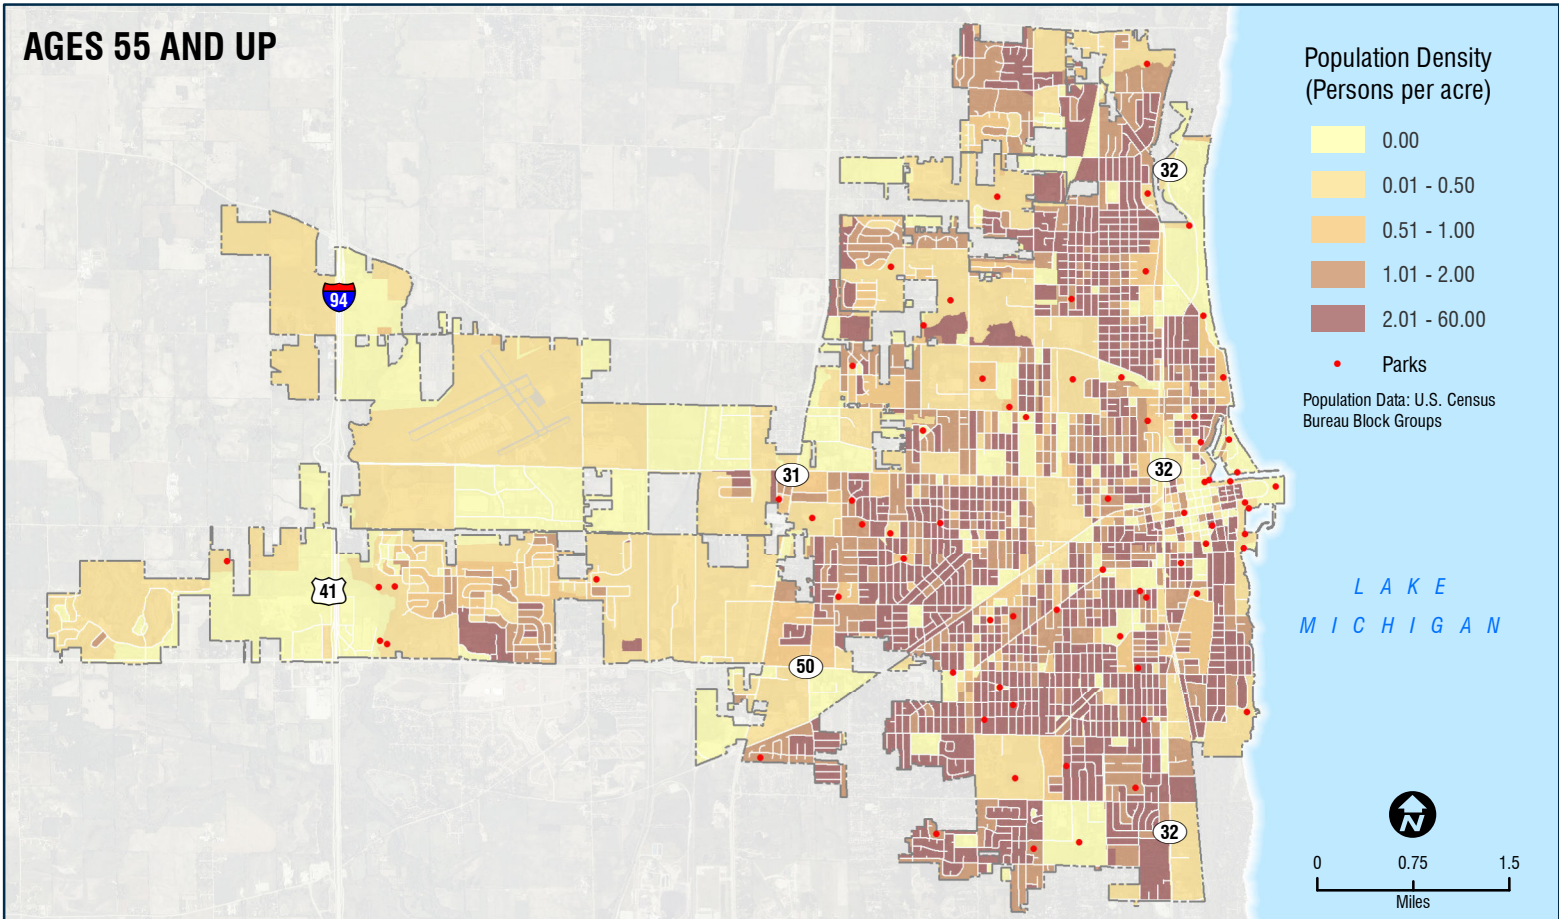 AGES 55 AND UP
Population Density
(Persons per acre)
0.00
0.01 - 0.50
0.51 - 1.00
1.01 - 2.00
2.01 - 60.00
Parks
Population Data: U.S. Census
Bureau Block Groups
32
94
31
32
41
50
32
LAKE
MICHIGAN
N
0 0.75 1.5
Miles